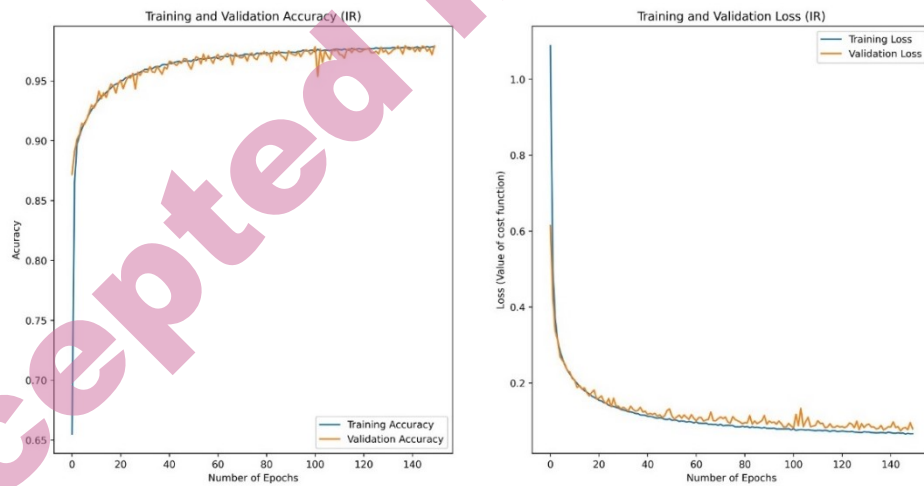 Training and Validation Accuracy (IR)
Acuracy
0.95
0.90
0.85
0.80
0.75
0.70
0.65
0 20 40 60 80 100 120 140
Number of Epochs
Training Accuracy
Validation Accuracy
Training and Validation Loss (IR)
Loss (Value of cost function)
1.0
0.8
0.6
0.4
0.2
0 20 40 60 80 100 120 140
Number of Epochs
Training Loss
Validation Loss
cepted